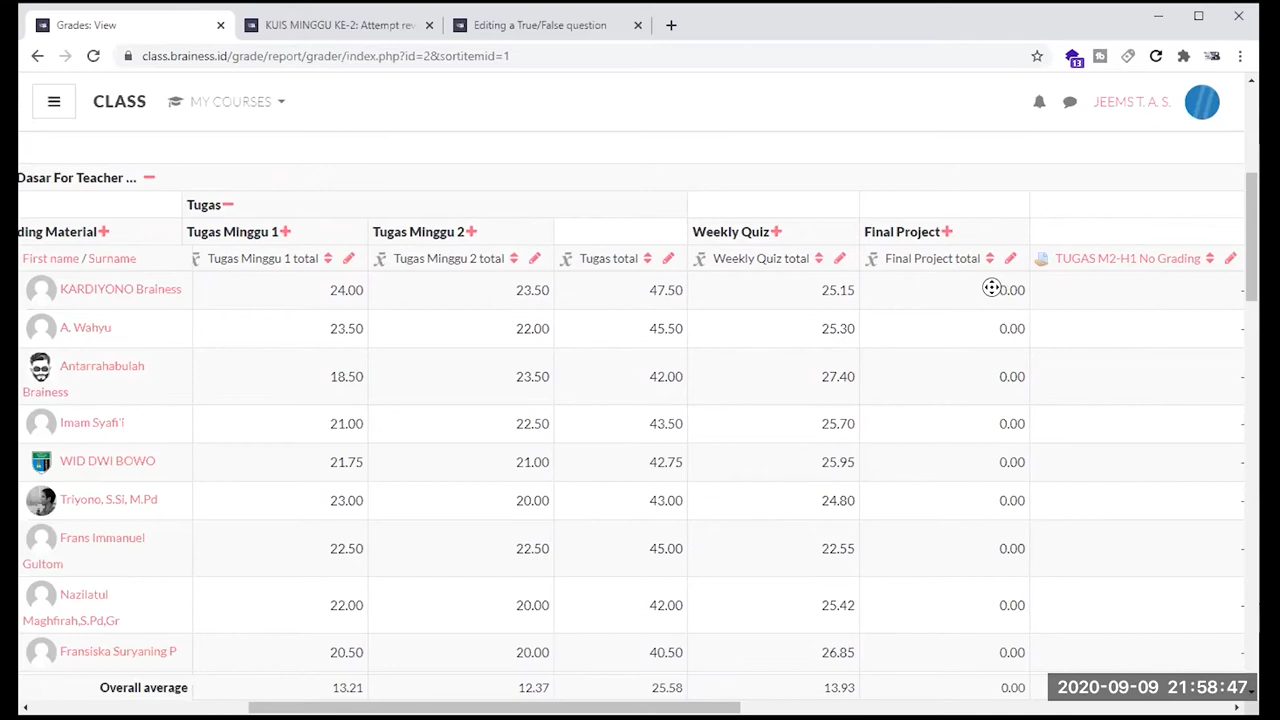 Grades: View
KUIS MINGGU KE-2: Attempt re
Editing a True/False question
class.brainess.id/grade/report/grader/index.php?id=2&sortitemid=1
13
CLASS MY COURSES JEEMS T. A. S.
Dasar For Teacher ...
Tugas
ding Material Tugas Minggu 1 Tugas Minggu 2 Weekly Quiz Final Project
First name / Surname Tugas Minggu 1 total Tugas Minggu 2 total Tugas total Weekly Quiz total Final Project total TUGAS M2-H1 No Grading
KARDIYONO Brainess 24.00 23.50 47.50 25.15 0.00 -
A. Wahyu 23.50 22.00 45.50 25.30 0.00 -
Antarrahabulah
Brainess 18.50 23.50 42.00 27.40 0.00 -
Imam Syafi'i 21.00 22.50 43.50 25.70 0.00 -
WID DWI BOWO 21.75 21.00 42.75 25.95 0.00 -
Triyono, S.Si, M.Pd 23.00 20.00 43.00 24.80 0.00 -
Frans Immanuel
Gultom 22.50 22.50 45.00 22.55 0.00 -
Nazilatul
Maghfirah,S.Pd,Gr 22.00 20.00 42.00 25.42 0.00 -
Fransiska Suryaning P 20.50 20.00 40.50 26.85 0.00 -
Overall average 13.21 12.37 25.58 13.93 0.00
2020-09-09 21:58:47